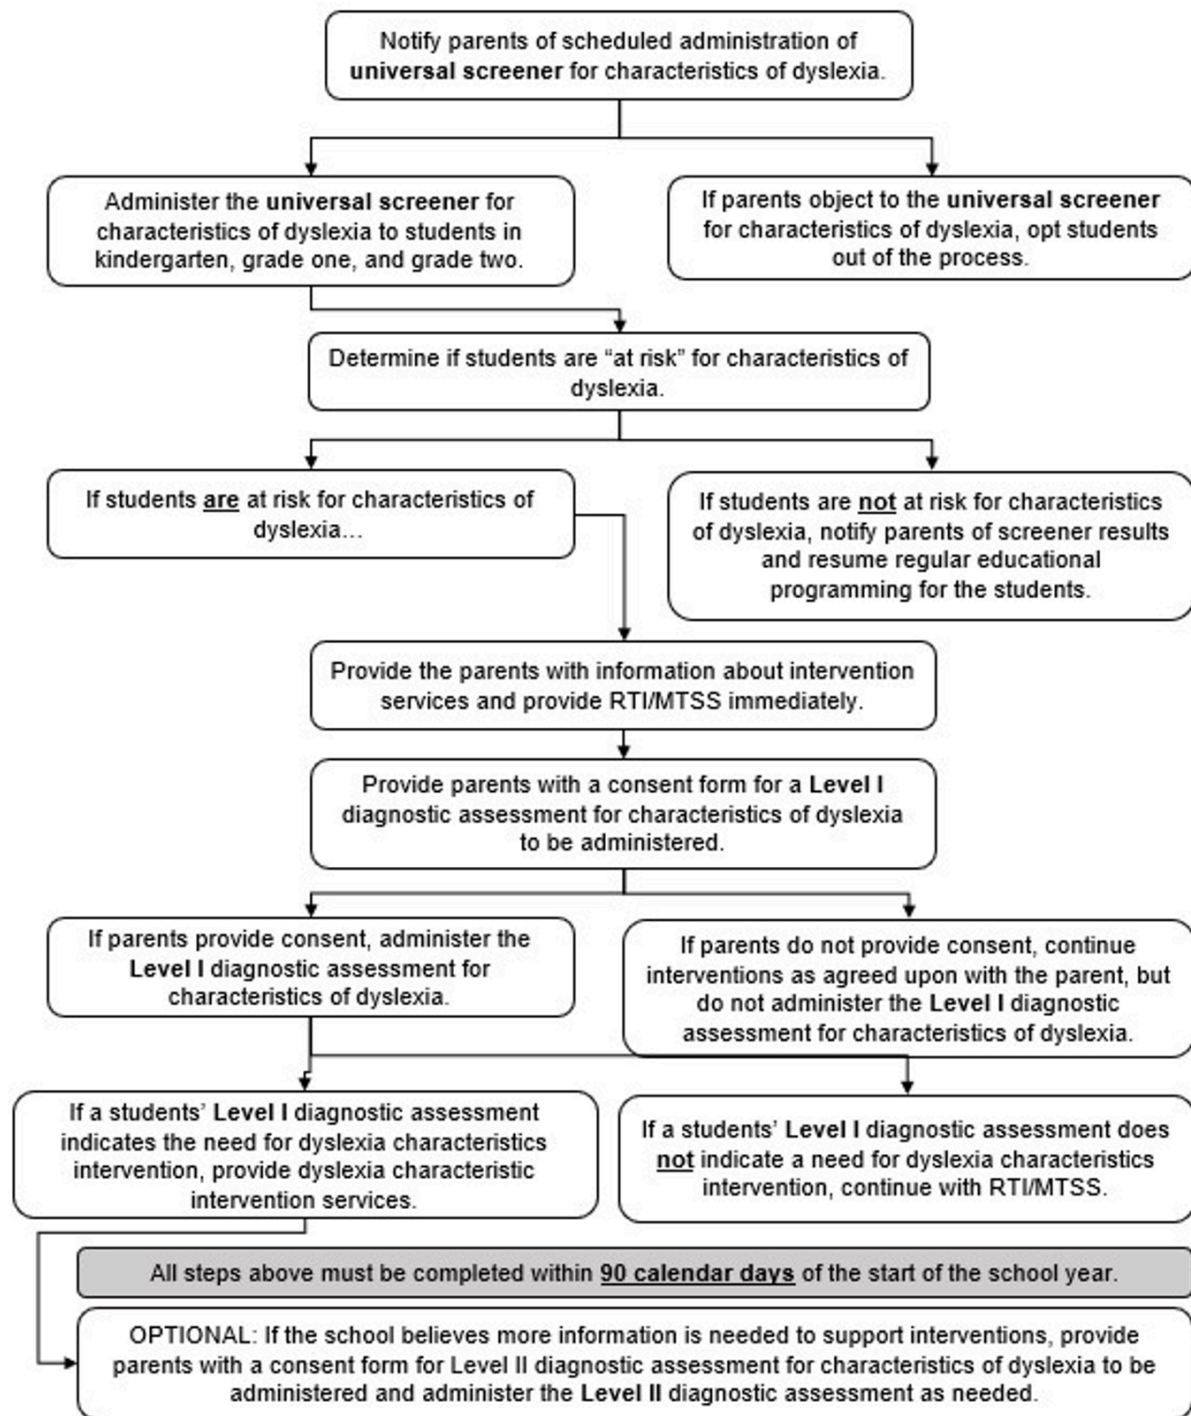 Notify parents of scheduled administration of
universal screener for characteristics of dyslexia.
Administer the universal screener for
characteristics of dyslexia to students in
kindergarten, grade one, and grade two.
If parents object to the universal screener
for characteristics of dyslexia, opt students
out of the process.
Determine if students are “at risk” for characteristics of
dyslexia.
If students are at risk for characteristics of
dyslexia…
If students are not at risk for characteristics
of dyslexia, notify parents of screener results
and resume regular educational
programming for the students.
Provide the parents with information about intervention
services and provide RTI/MTSS immediately.
Provide parents with a consent form for a Level I
diagnostic assessment for characteristics of dyslexia
to be administered.
If parents provide consent, administer the
Level I diagnostic assessment for
characteristics of dyslexia.
If parents do not provide consent, continue
interventions as agreed upon with the parent, but
do not administer the Level I diagnostic
assessment for characteristics of dyslexia.
If a students’ Level I diagnostic assessment
indicates the need for dyslexia characteristics
intervention, provide dyslexia characteristic
intervention services.
If a students’ Level I diagnostic assessment does
not indicate a need for dyslexia characteristics
intervention, continue with RTI/MTSS.
All steps above must be completed within 90 calendar days of the start of the school year.
OPTIONAL: If the school believes more information is needed to support interventions, provide
parents with a consent form for Level II diagnostic assessment for characteristics of dyslexia to be
administered and administer the Level II diagnostic assessment as needed.